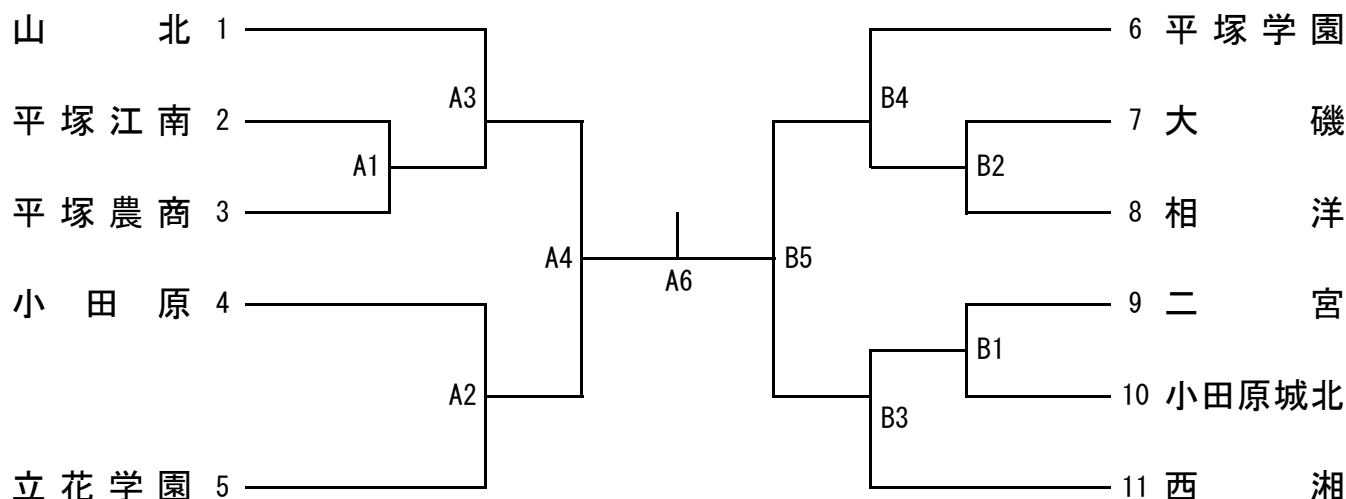 山北 1
6 平塚学園
A3
B4
平塚江南 2
7 大磯
A1
B2
平塚農商 3
8 相洋
A4
A6
B5
小田原 4
9 二宮
B1
A2
10 小田原城北
B3
立花学園 5
11 西湘